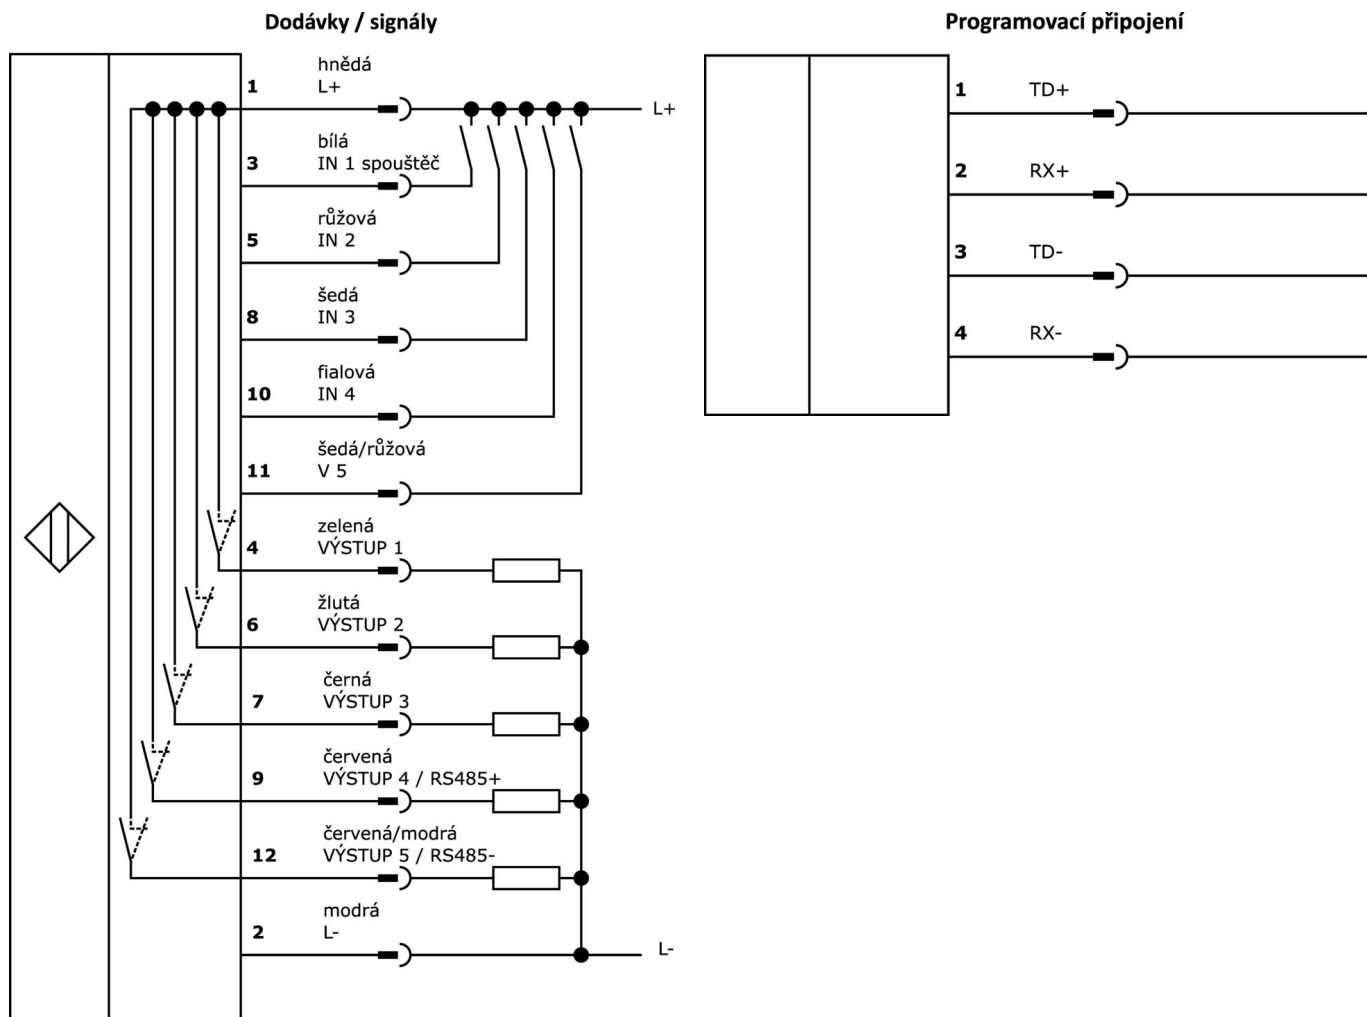 Dodávky / signály
1
hnědá
L+
L+
3
bílá
IN 1 spouštěč
5
růžová
IN 2
8
šedá
IN 3
10
fialová
IN 4
11
šedá/růžová
V 5
4
zelená
VÝSTUP 1
6
žlutá
VÝSTUP 2
7
černá
VÝSTUP 3
9
červená
VÝSTUP 4 / RS485+
12
červená/modrá
VÝSTUP 5 / RS485-
2
modrá
L-
L-
Programovací připojení
1 TD+
2 RX+
3 TD-
4 RX-